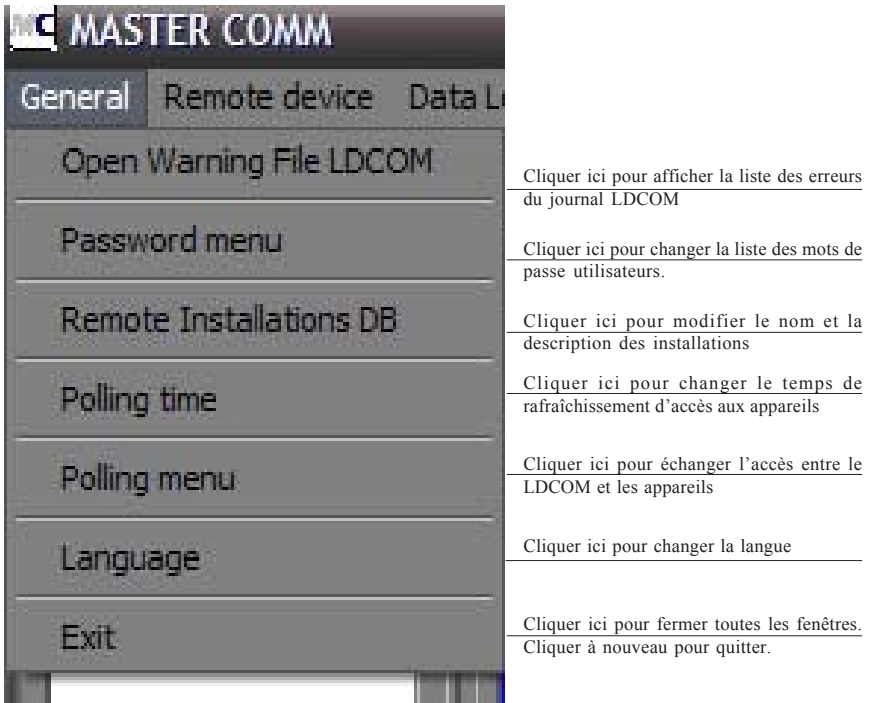 MC MASTER COMM
General Remote device Data L
Open Warning File LDCOM
Cliquer ici pour afficher la liste des erreurs
du journal LDCOM
Password menu
Cliquer ici pour changer la liste des mots de
passe utilisateurs.
Remote Installations DB
Cliquer ici pour modifier le nom et la
description des installations
Polling time
Cliquer ici pour changer le temps de
rafraîchissement d’accès aux appareils
Polling menu
Cliquer ici pour échanger l’accès entre le
LDCOM et les appareils
Language
Cliquer ici pour changer la langue
Exit
Cliquer ici pour fermer toutes les fenêtres.
Cliquer à nouveau pour quitter.